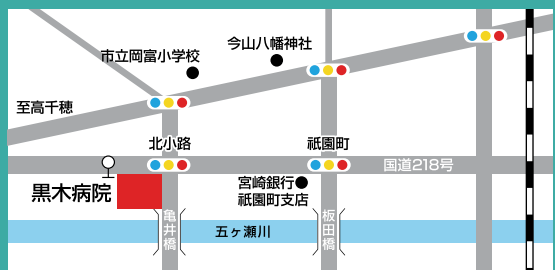 今山八幡神社
市立岡富小学校
至高千穂
北小路
祇園町
国道218号
黒木病院
宮崎銀行
祇園町支店
亀井橋
五ヶ瀬川
板田橋